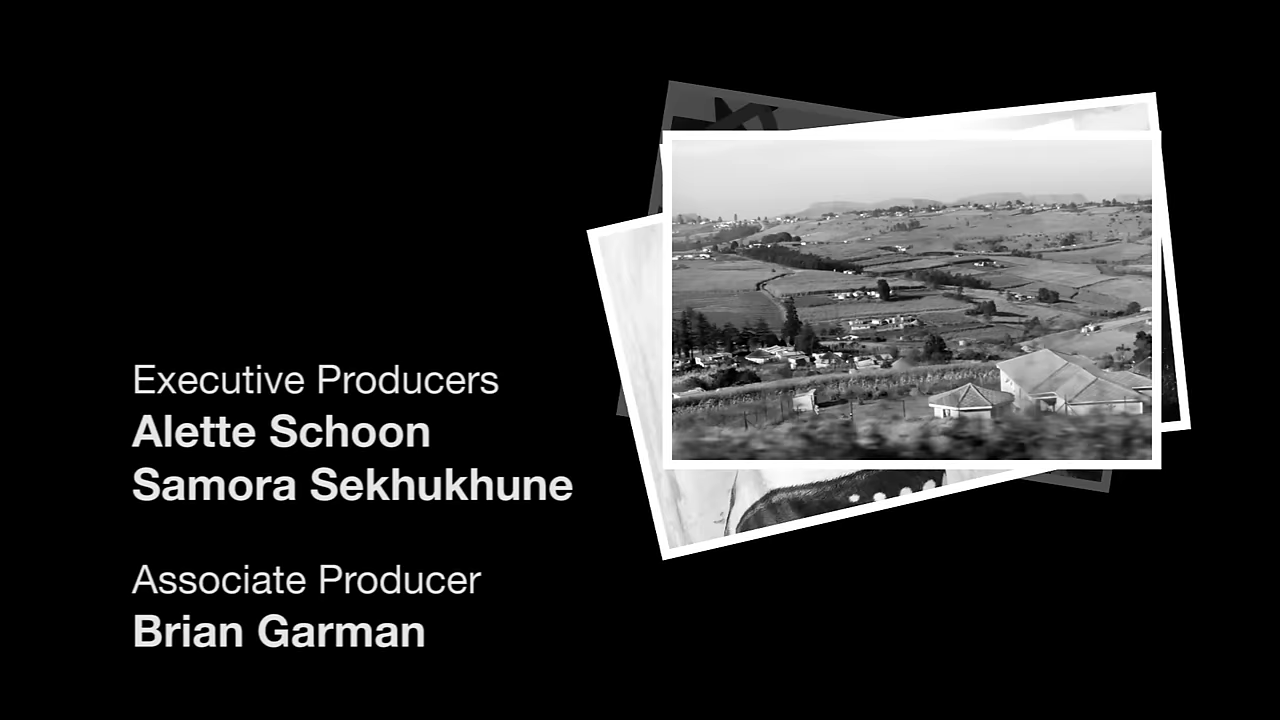 Executive Producers
Alette Schoon
Samora Sekhukhune
Associate Producer
Brian Garman